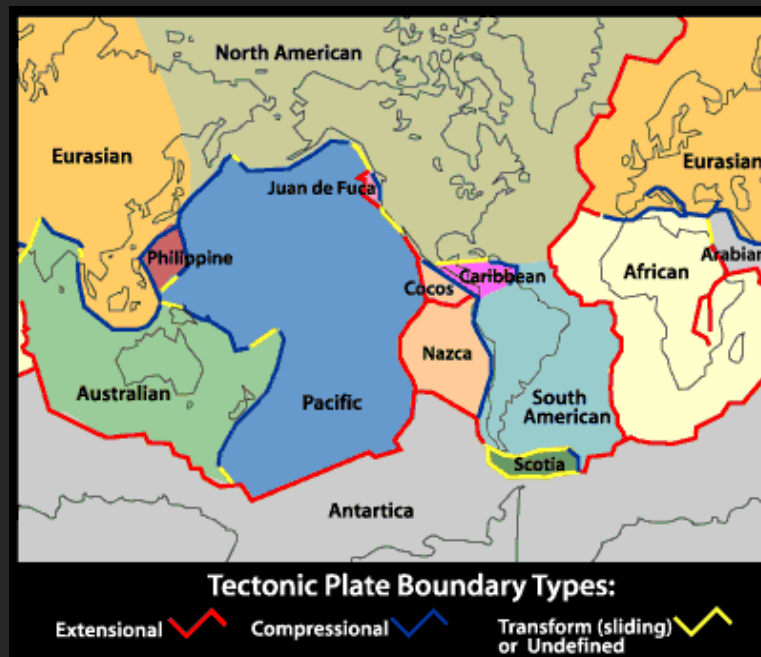 North American
Eurasian
Eurasian
Juan de Fuca
Philippine
Arabian
African
Caribbean
Cocos
Nazca
Australian
Pacific
South
American
Scotia
Antartica
Tectonic Plate Boundary Types:
Extensional
Compressional
Transform (sliding)
or Undefined